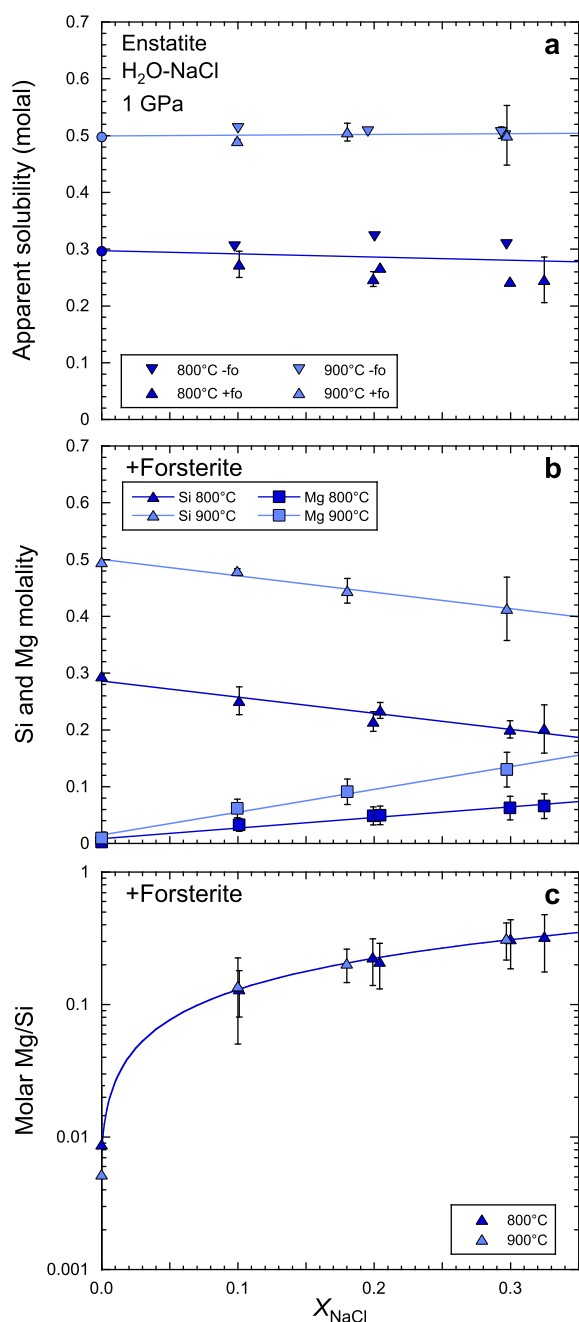 a
Enstatite
H₂O-NaCl
1 GPa
Apparent solubility (molal)
0.7
0.6
0.5
0.4
0.3
0.2
0.1
0
800°C -fo
900°C -fo
800°C +fo
900°C +fo
b
+Forsterite
Si 800°C
Mg 800°C
Si 900°C
Mg 900°C
Si and Mg molality
0.7
0.6
0.5
0.4
0.3
0.2
0.1
0
c
+Forsterite
Molar Mg/Si
1
0.1
0.01
0.001
800°C
900°C
0.0
0.1
0.2
0.3
X_NaCl